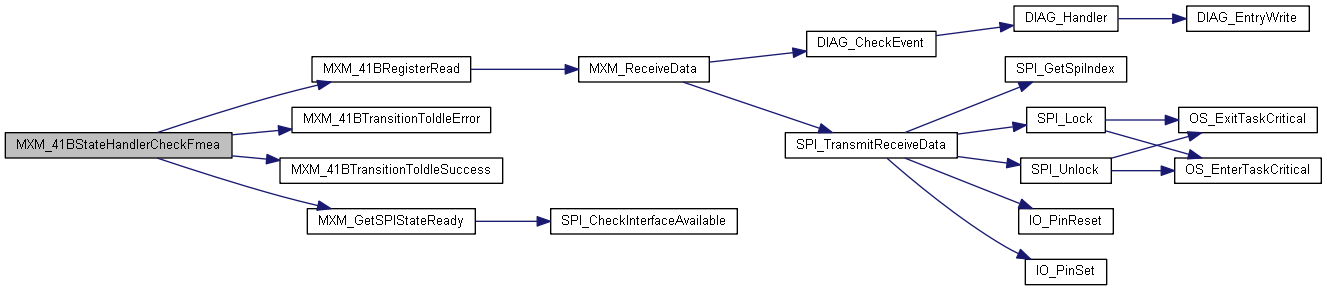 MXM_41BStateHandlerCheckFmea
MXM_41BRegisterRead
MXM_41BTransitionToIdleError
MXM_41BTransitionToIdleSuccess
MXM_GetSPIStateReady
MXM_ReceiveData
SPI_CheckInterfaceAvailable
DIAG_CheckEvent
SPI_TransmitReceiveData
DIAG_Handler
SPI_GetSpiIndex
SPI_Lock
SPI_Unlock
IO_PinReset
IO_PinSet
DIAG_EntryWrite
OS_ExitTaskCritical
OS_EnterTaskCritical